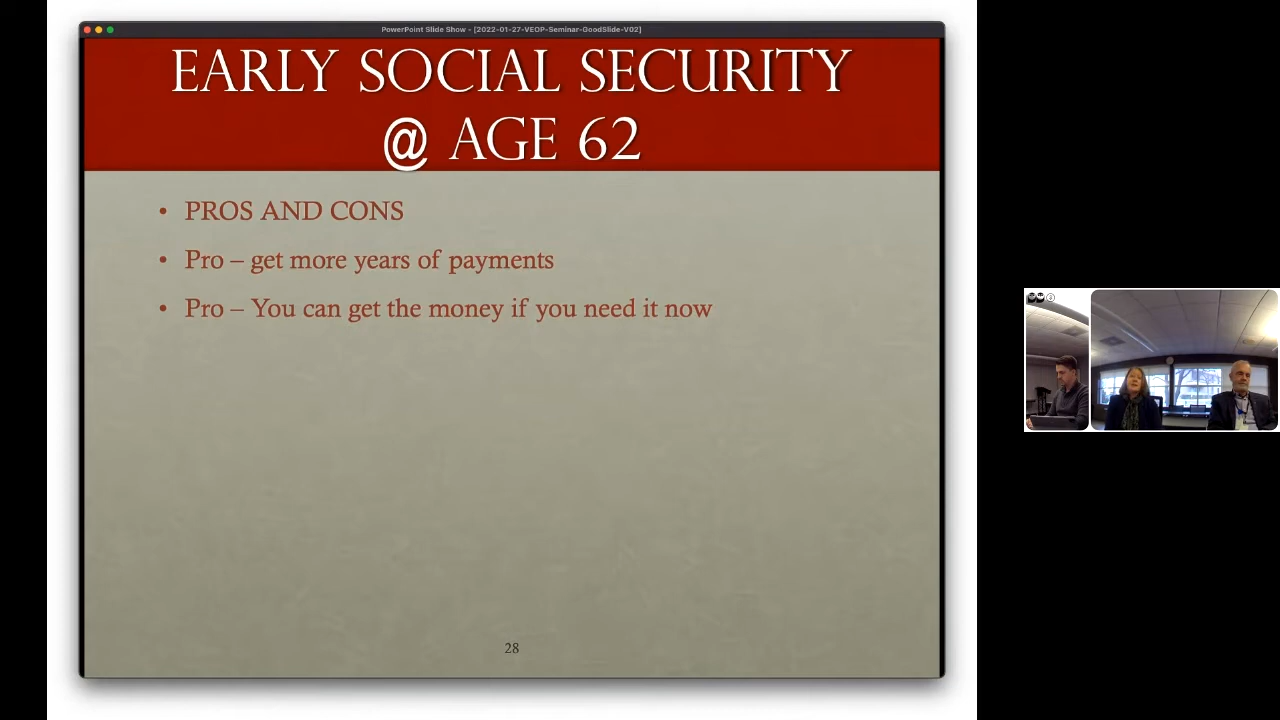 PowerPoint Slide Show - [2022-01-27-VEOP-Seminar-GoodSlide-V02]
EARLY SOCIAL SECURITY
@ AGE 62
• PROS AND CONS
• Pro – get more years of payments
• Pro – You can get the money if you need it now
28